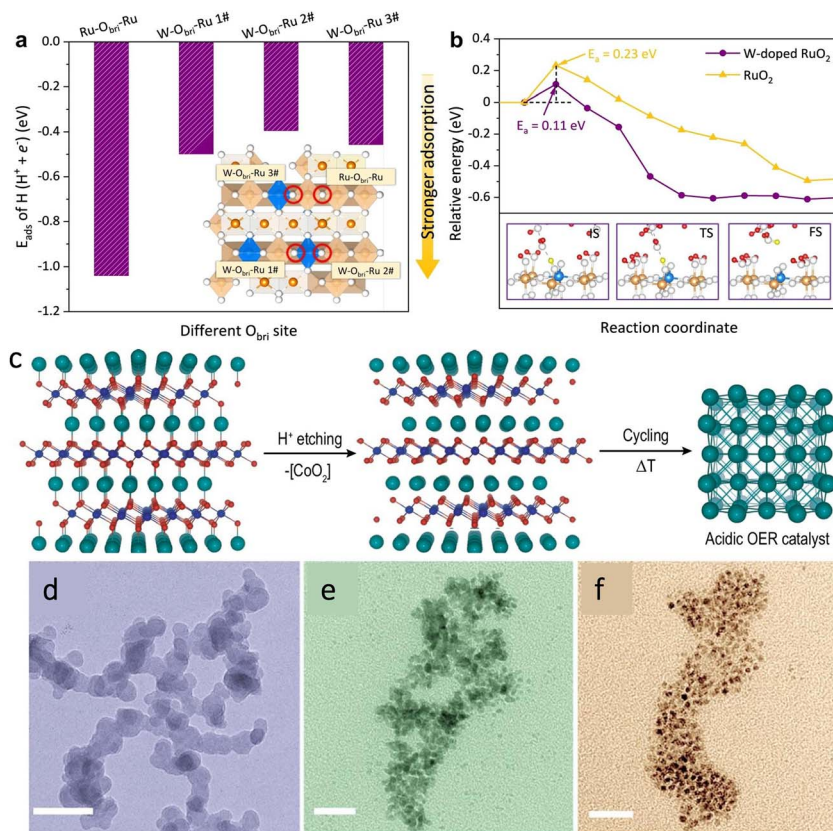 a
Ru-Obri-Ru
W-Obri-Ru 1#
W-Obri-Ru 2#
W-Obri-Ru 3#
0.0
-0.2
-0.4
-0.6
-0.8
-1.0
-1.2
Eads of H (H⁺ + e⁻) (eV)
W-Obri-Ru 3#
Ru-Obri-Ru
W-Obri-Ru 1#
W-Obri-Ru 2#
Stronger adsorption
Different Obri site
b
0.4
0.2
0
-0.2
-0.4
-0.6
Relative energy (eV)
Ea = 0.23 eV
Ea = 0.11 eV
W-doped RuO₂
RuO₂
IS
TS
FS
Reaction coordinate
c
H⁺ etching
-[CoO₂]
Cycling
ΔT
Acidic OER catalyst
d
e
f